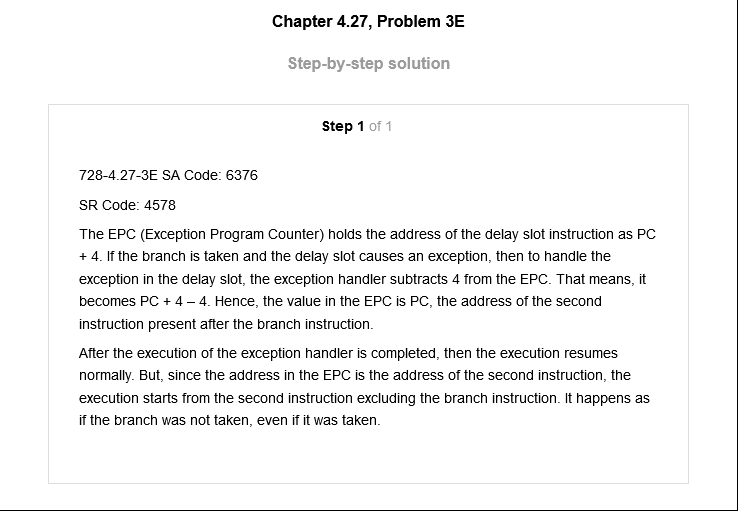 Chapter 4.27, Problem 3E
Step-by-step solution
Step 1 of 1
728-4.27-3E SA Code: 6376
SR Code: 4578
The EPC (Exception Program Counter) holds the address of the delay slot instruction as PC
+ 4. If the branch is taken and the delay slot causes an exception, then to handle the
exception in the delay slot, the exception handler subtracts 4 from the EPC. That means, it
becomes PC + 4 – 4. Hence, the value in the EPC is PC, the address of the second
instruction present after the branch instruction.
After the execution of the exception handler is completed, then the execution resumes
normally. But, since the address in the EPC is the address of the second instruction, the
execution starts from the second instruction excluding the branch instruction. It happens as
if the branch was not taken, even if it was taken.